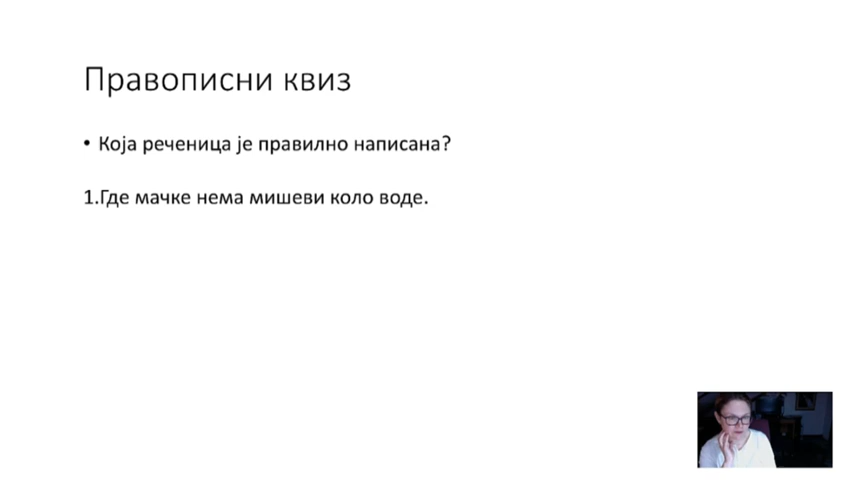 Правописни квиз
• Која реченица је правилно написана?
1.Где мачке нема мишеви коло воде.